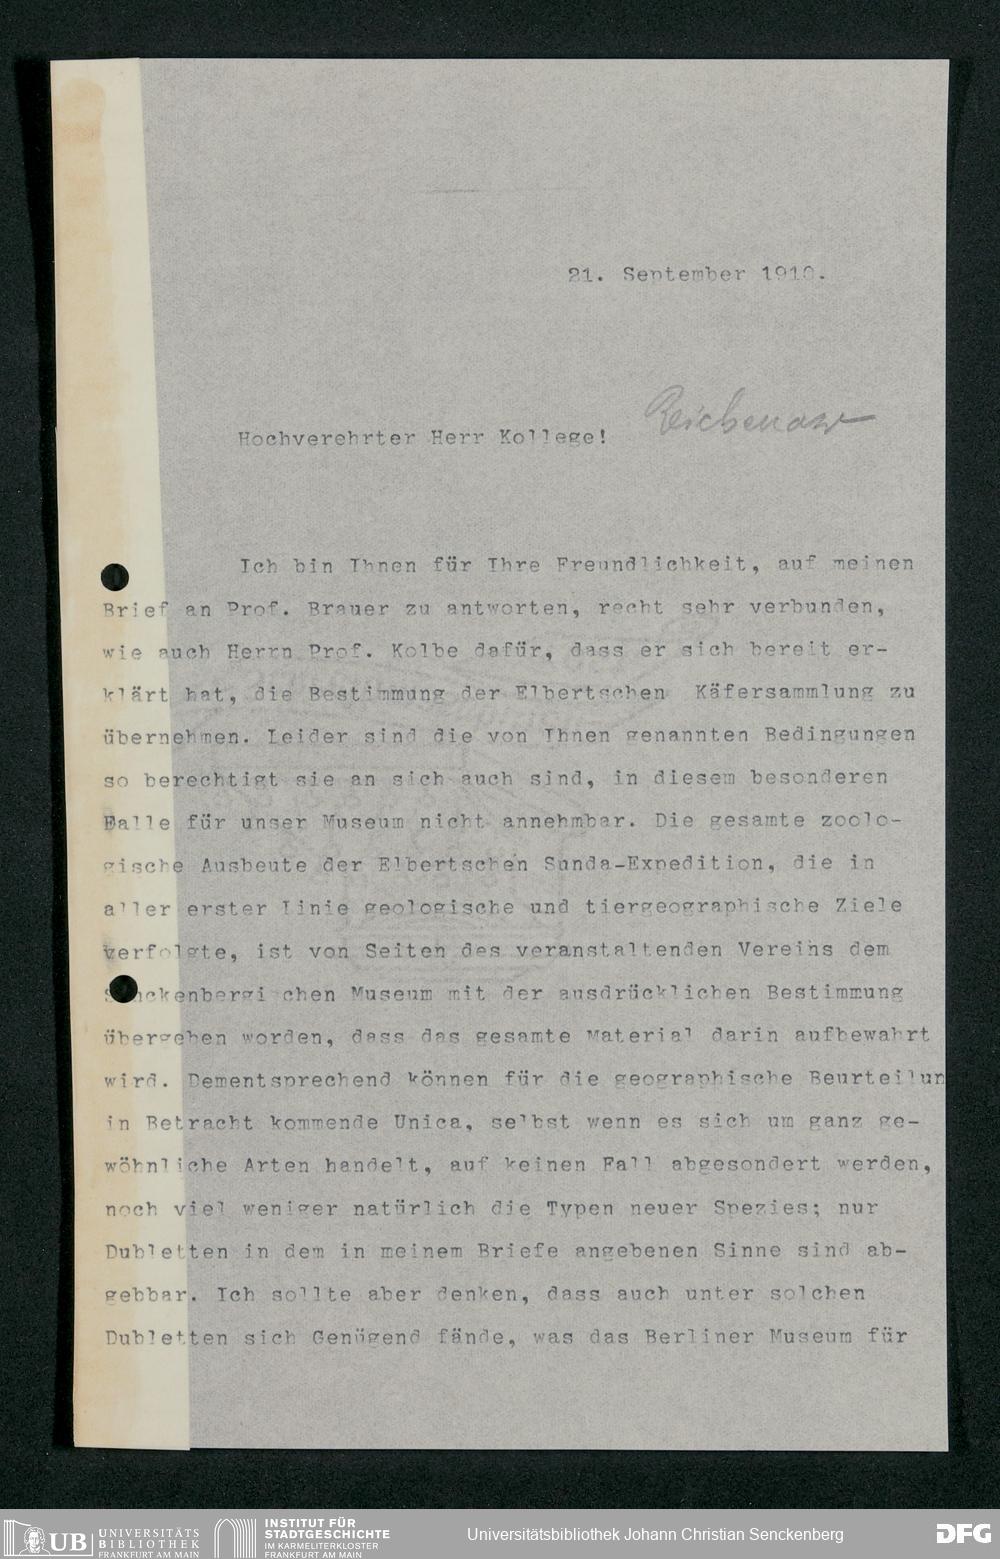 21. September 1910.
Reichenow
Hochverehrter Herr Kollege!
Ich bin Ihnen für Ihre Freundlichkeit, auf meinen
Brief an Prof. Brauer zu antworten, recht sehr verbunden,
wie auch Herrn Prof. Kolbe dafür, dass er sich bereit er-
klärt hat, die Bestimmung der Elbertschen Käfersammlung zu
übernehmen. Leider sind die von Ihnen genannten Bedingungen
so berechtigt sie an sich auch sind, in diesem besonderen
Falle für unser Museum nicht annehmbar. Die gesamte zoolo-
gische Ausbeute der Elbertschen Sunda-Expedition, die in
aller erster Linie geologische und tiergeographische Ziele
verfolgte, ist von Seiten des veranstaltenden Vereins dem
Senckenbergischen Museum mit der ausdrücklichen Bestimmung
übergeben worden, dass das gesamte Material darin aufbewahrt
wird. Dementsprechend können für die geographische Beurteilun
in Betracht kommende Unica, selbst wenn es sich um ganz ge-
wöhnliche Arten handelt, auf keinen Fall abgesondert werden,
noch viel weniger natürlich die Typen neuer Spezies; nur
Dubletten in dem in meinem Briefe angebenen Sinne sind ab-
gebbar. Ich sollte aber denken, dass auch unter solchen
Dubletten sich Genügend fände, was das Berliner Museum für
UB UNIVERSITÄTS
BIBLIOTHEK
FRANKFURT AM MAIN
INSTITUT FÜR
STADTGESCHICHTE
IM KARMELITERKLOSTER
FRANKFURT AM MAIN
Universitätsbibliothek Johann Christian Senckenberg
DFG